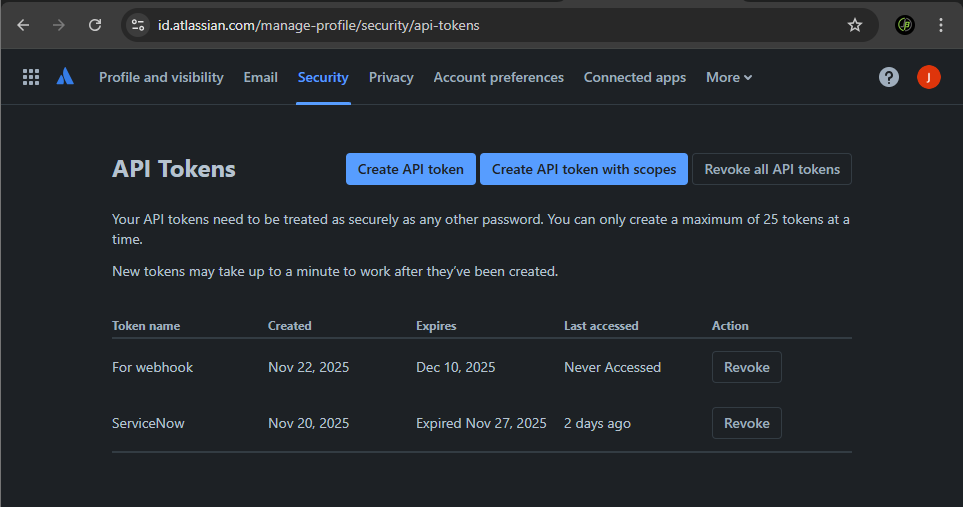 id.atlassian.com/manage-profile/security/api-tokens
Profile and visibility Email Security Privacy Account preferences Connected apps More ? J
API Tokens Create API token Create API token with scopes Revoke all API tokens
Your API tokens need to be treated as securely as any other password. You can only create a maximum of 25 tokens at a
time.
New tokens may take up to a minute to work after they’ve been created.
Token name Created Expires Last accessed Action
For webhook Nov 22, 2025 Dec 10, 2025 Never Accessed Revoke
ServiceNow Nov 20, 2025 Expired Nov 27, 2025 2 days ago Revoke